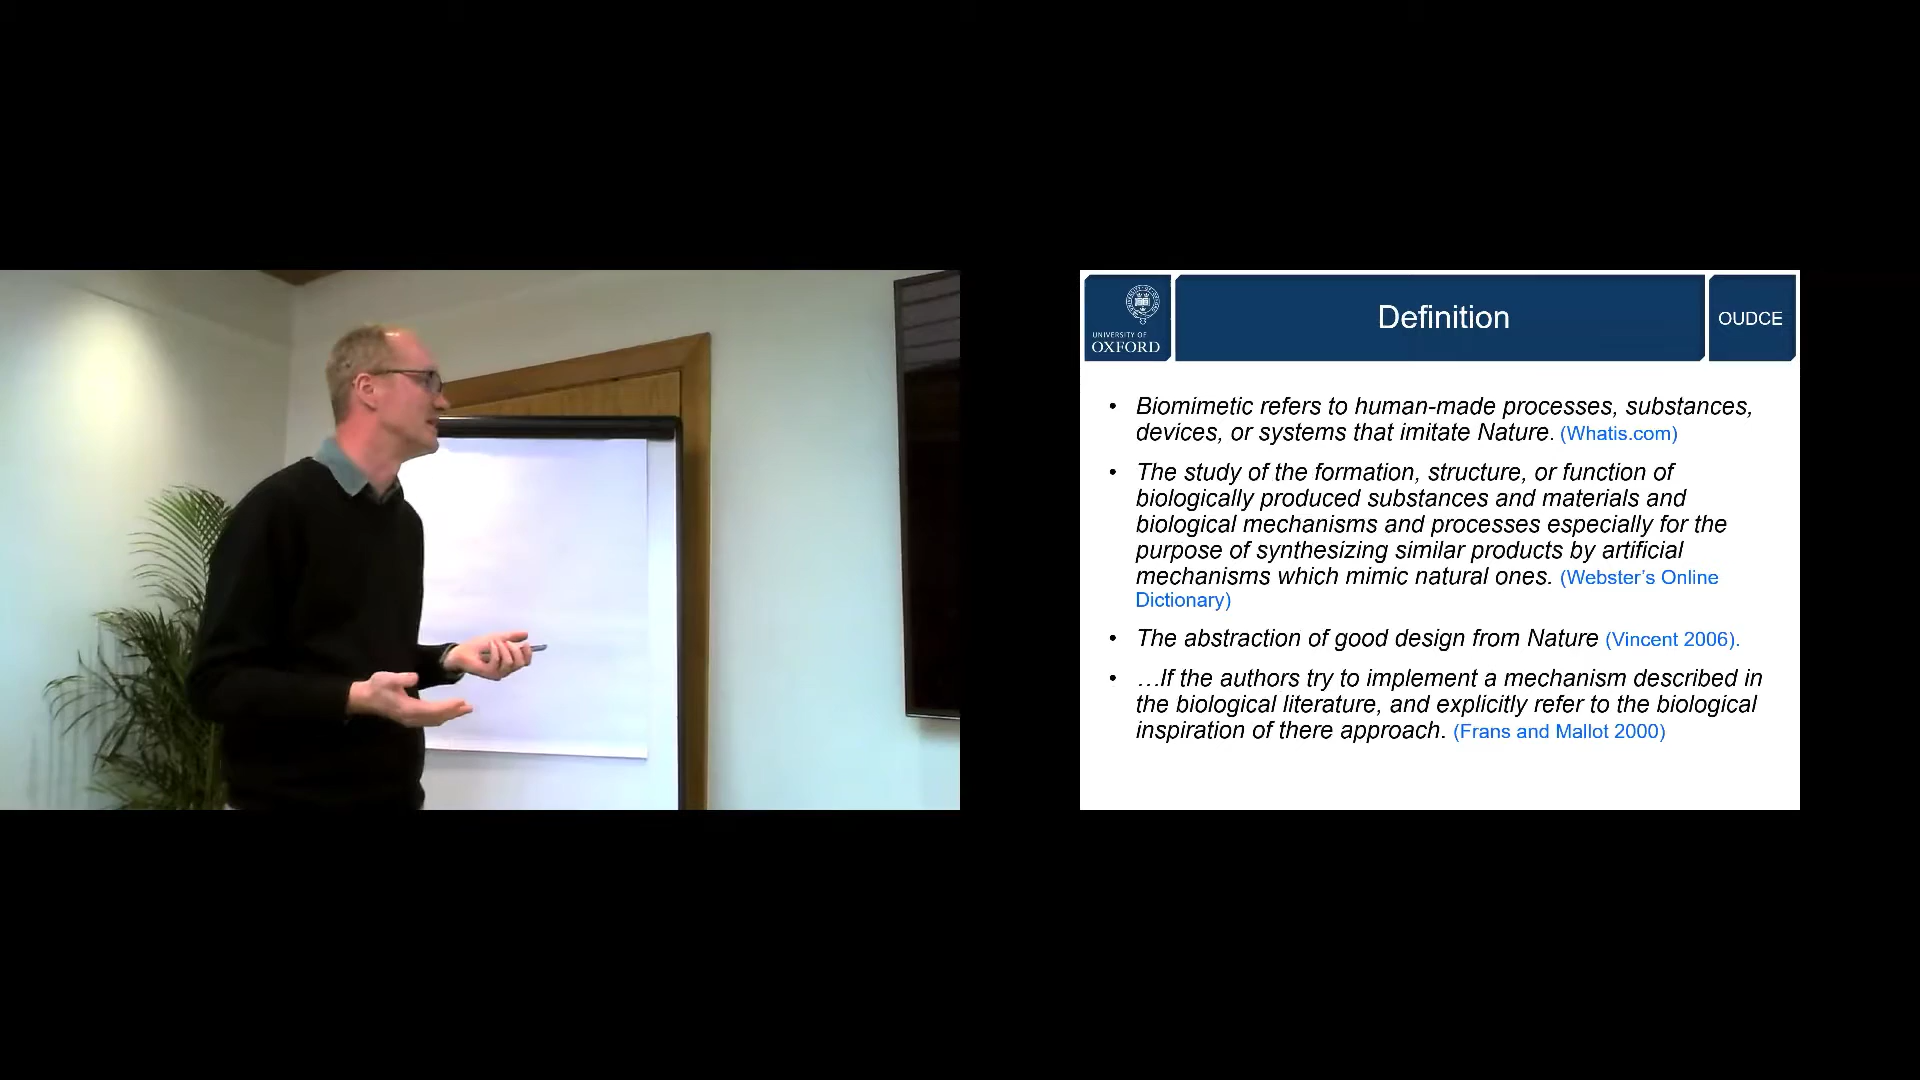 UNIVERSITY OF
OXFORD
Definition
OUDCE
• Biomimetic refers to human-made processes, substances,
devices, or systems that imitate Nature. (Whatis.com)
• The study of the formation, structure, or function of
biologically produced substances and materials and
biological mechanisms and processes especially for the
purpose of synthesizing similar products by artificial
mechanisms which mimic natural ones. (Webster’s Online
Dictionary)
• The abstraction of good design from Nature (Vincent 2006).
• …If the authors try to implement a mechanism described in
the biological literature, and explicitly refer to the biological
inspiration of there approach. (Frans and Mallot 2000)